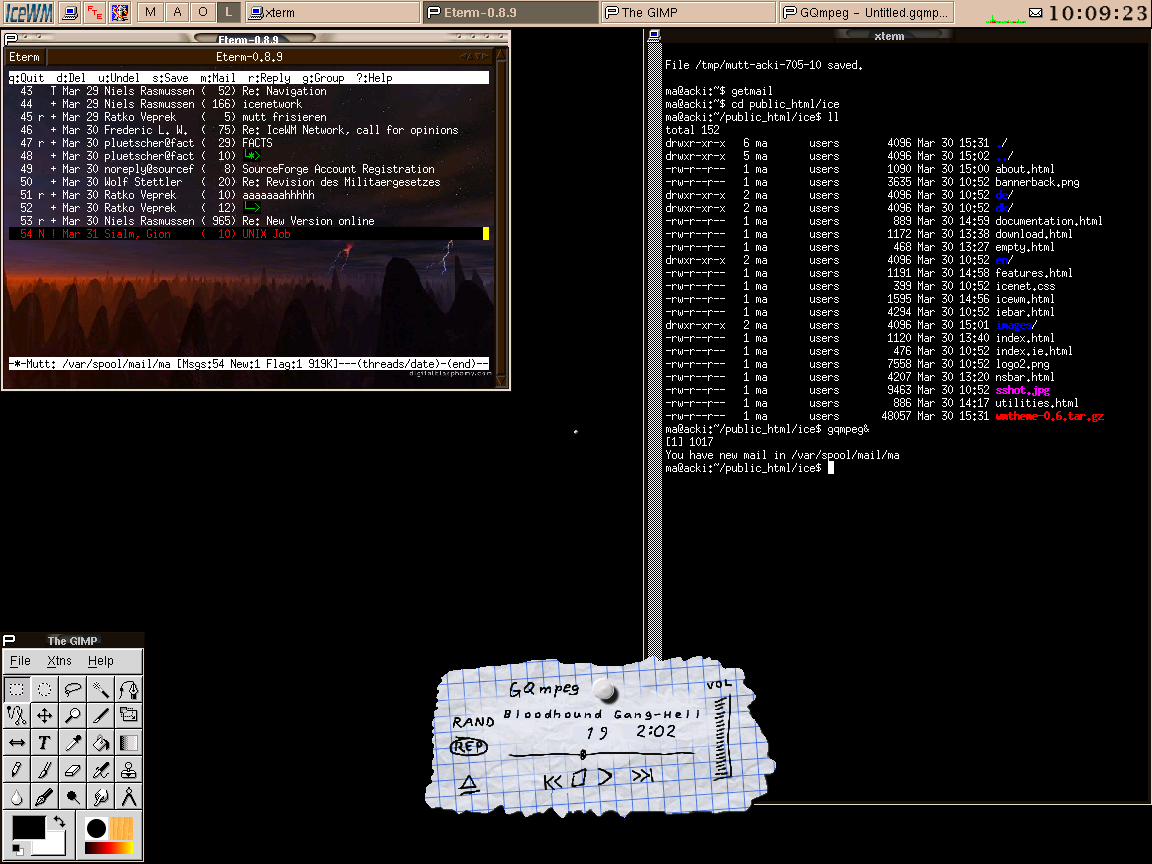 IceWM FTE M A O L xterm Eterm-0.8.9 The GIMP GQmpeg - Untitled.gqmp... 10:09:23
Eterm-0.8.9
Eterm Eterm-0.8.9
q:Quit d:Del u:Undel s:Save m:Mail r:Reply g:Group ?:Help
43 T Mar 29 Niels Rasmussen ( 52) Re: Navigation
44 + Mar 29 Niels Rasmussen ( 166) icenetwork
45 r + Mar 29 Ratko Veprek ( 5) mutt frisieren
46 + Mar 30 Frederic L. W. ( 75) Re: IceWM Network, call for opinions
47 r + Mar 30 pluetscher@fact ( 29) FACTS
48 + Mar 30 pluetscher@fact ( 10) *>
49 + Mar 30 noreply@sourcef ( 8) SourceForge Account Registration
50 + Mar 30 Wolf Stettler ( 20) Re: Revision des Militaergesetzes
51 r + Mar 30 Ratko Veprek ( 10) aaaaaaahhhhh
52 + Mar 30 Ratko Veprek ( 12) ->
53 r + Mar 30 Niels Rasmussen ( 965) Re: New Version online
54 N ! Mar 31 Sialm, Gion ( 10) UNIX Job
-*-Mutt: /var/spool/mail/ma [Msgs:54 New:1 Flag:1 919K]---(threads/date)-(end)---
digitalblasphemy.com
xterm
File /tmp/mutt-acki-705-10 saved.
ma@acki:~$ getmail
ma@acki:~$ cd public_html/ice
ma@acki:~/public_html/ice$ ll
total 152
drwxr-xr-x 6 ma users 4096 Mar 30 15:31 ./
drwxr-xr-x 5 ma users 4096 Mar 30 15:02 ../
-rw-r--r-- 1 ma users 1090 Mar 30 15:00 about.html
-rw-r--r-- 1 ma users 3635 Mar 30 10:52 bannerback.png
drwxr-xr-x 2 ma users 4096 Mar 30 10:52 de/
drwxr-xr-x 2 ma users 4096 Mar 30 10:52 dk/
-rw-r--r-- 1 ma users 889 Mar 30 14:59 documentation.html
-rw-r--r-- 1 ma users 1172 Mar 30 13:38 download.html
-rw-r--r-- 1 ma users 468 Mar 30 13:27 empty.html
drwxr-xr-x 2 ma users 4096 Mar 30 10:52 en/
-rw-r--r-- 1 ma users 1191 Mar 30 14:58 features.html
-rw-r--r-- 1 ma users 399 Mar 30 10:52 icenet.css
-rw-r--r-- 1 ma users 1595 Mar 30 14:56 icewm.html
-rw-r--r-- 1 ma users 4294 Mar 30 10:52 iebar.html
drwxr-xr-x 2 ma users 4096 Mar 30 15:01 images/
-rw-r--r-- 1 ma users 1120 Mar 30 13:40 index.html
-rw-r--r-- 1 ma users 476 Mar 30 10:52 index.ie.html
-rw-r--r-- 1 ma users 7558 Mar 30 10:52 logo2.png
-rw-r--r-- 1 ma users 4207 Mar 30 13:20 nsbar.html
-rw-r--r-- 1 ma users 9463 Mar 30 10:52 sshot.jpg
-rw-r--r-- 1 ma users 886 Mar 30 14:17 utilities.html
-rw-r--r-- 1 ma users 48057 Mar 30 15:31 wmtheme-0.6.tar.gz
ma@acki:~/public_html/ice$ gqmpeg&
[1] 1017
You have new mail in /var/spool/mail/ma
ma@acki:~/public_html/ice$
The GIMP
File Xtns Help
GQmpeg
VOL
Bloodhound Gang-Hell
RAND
19 2:02
REP